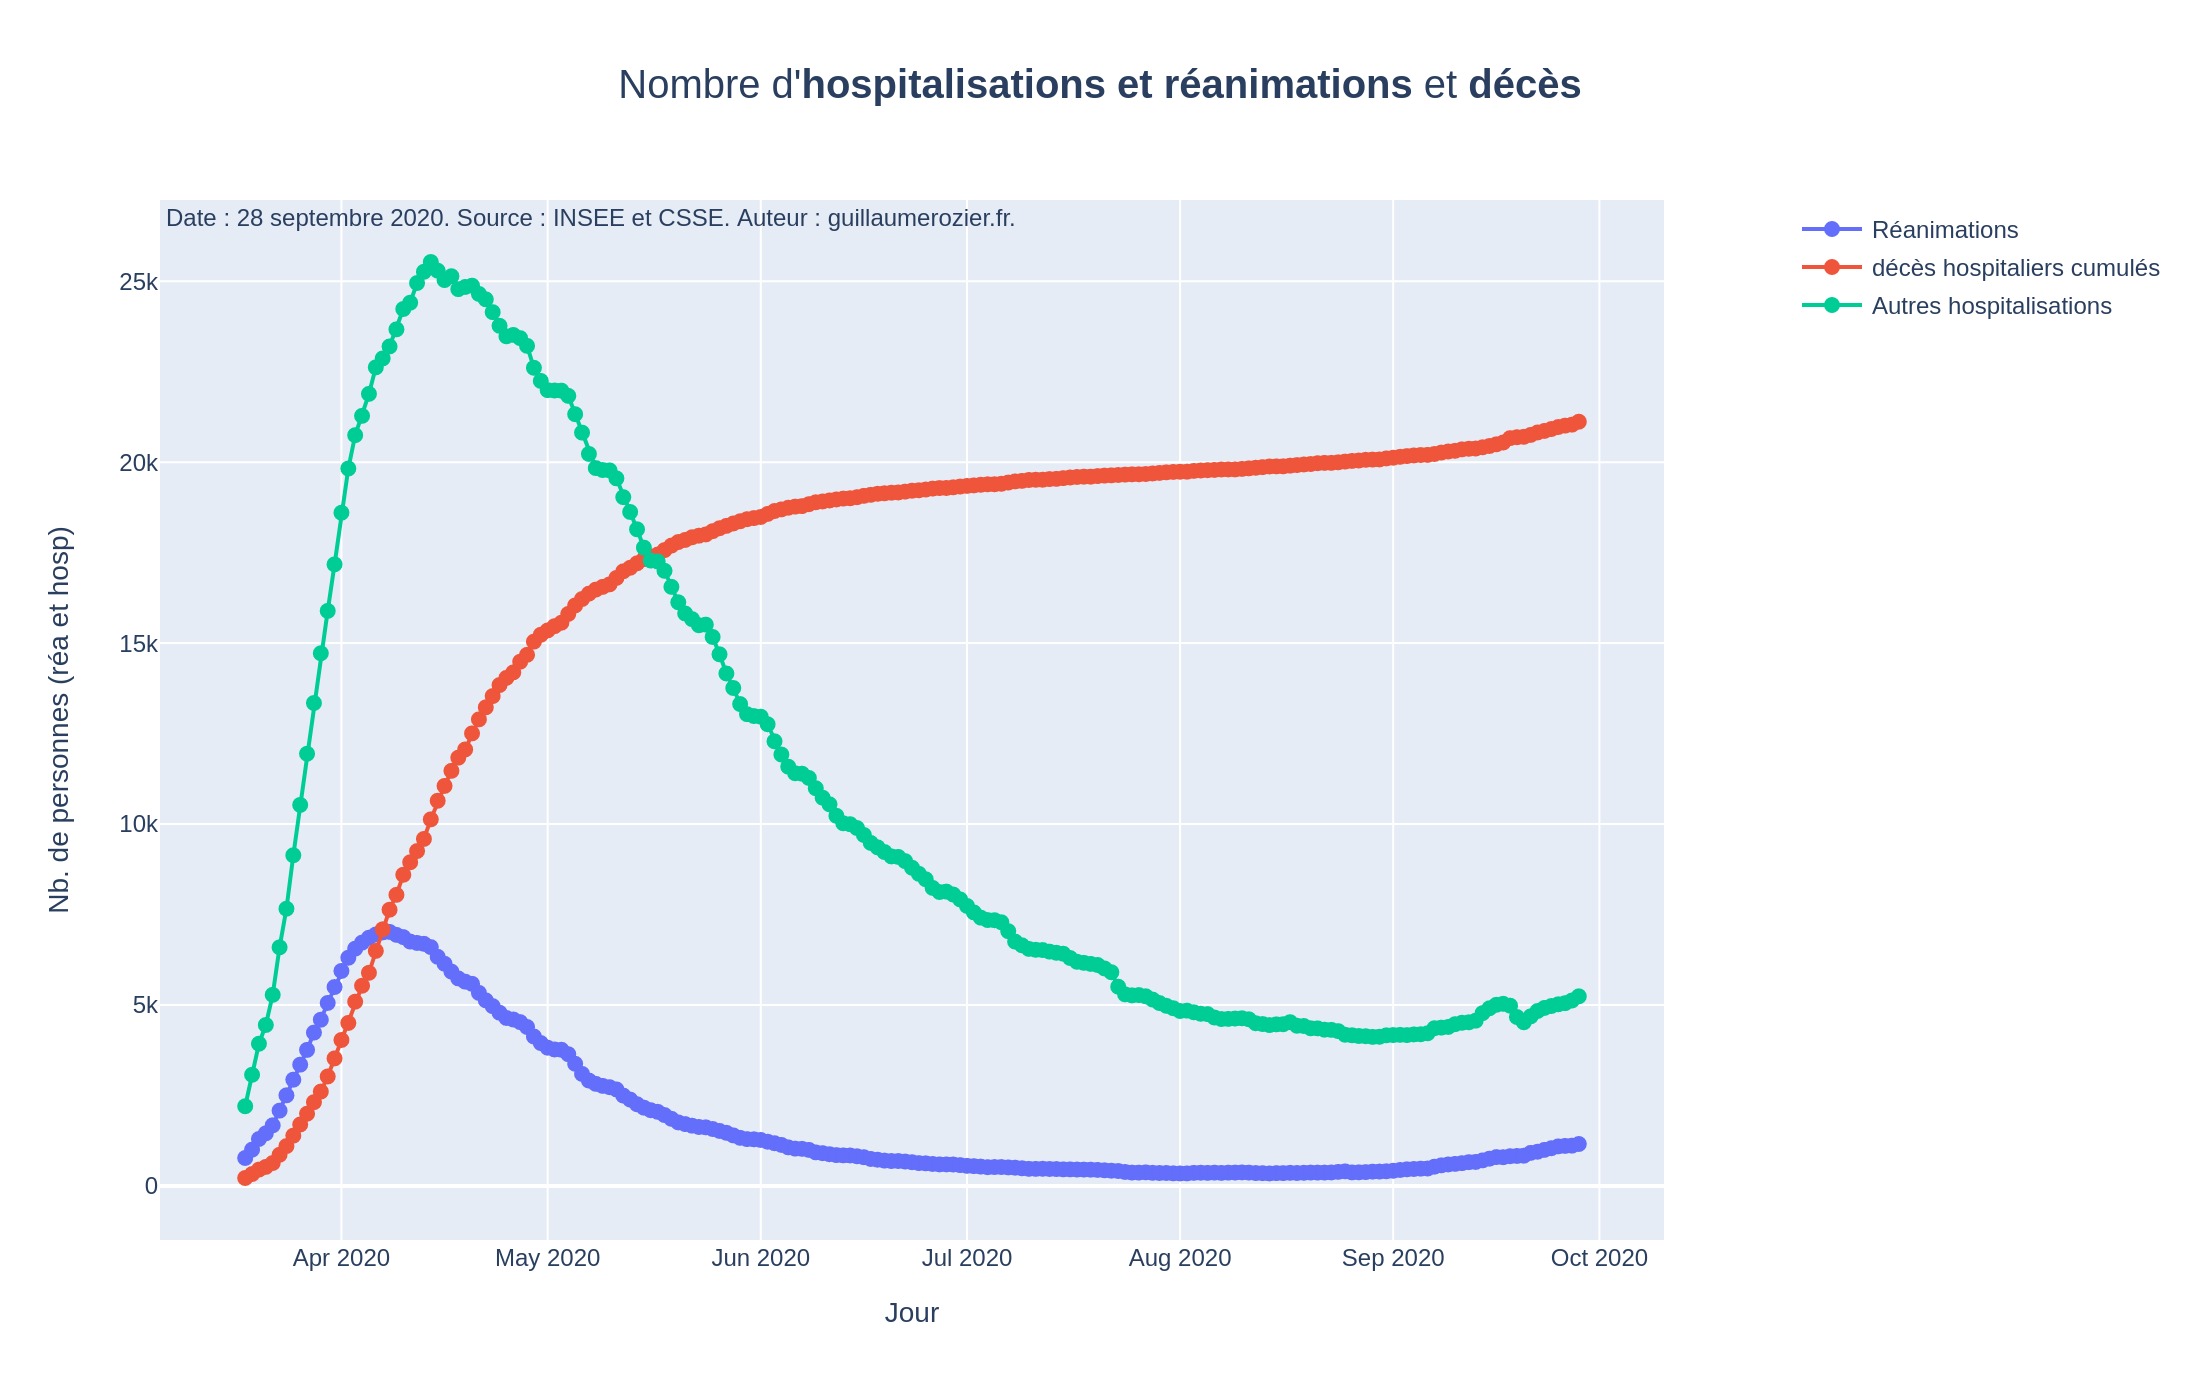 Nombre d'hospitalisations et réanimations et décès
Date : 28 septembre 2020. Source : INSEE et CSSE. Auteur : guillaumerozier.fr.
Réanimations
décès hospitaliers cumulés
Autres hospitalisations
Nb. de personnes (réa et hosp)
25k
20k
15k
10k
5k
0
Apr 2020
May 2020
Jun 2020
Jul 2020
Aug 2020
Sep 2020
Oct 2020
Jour